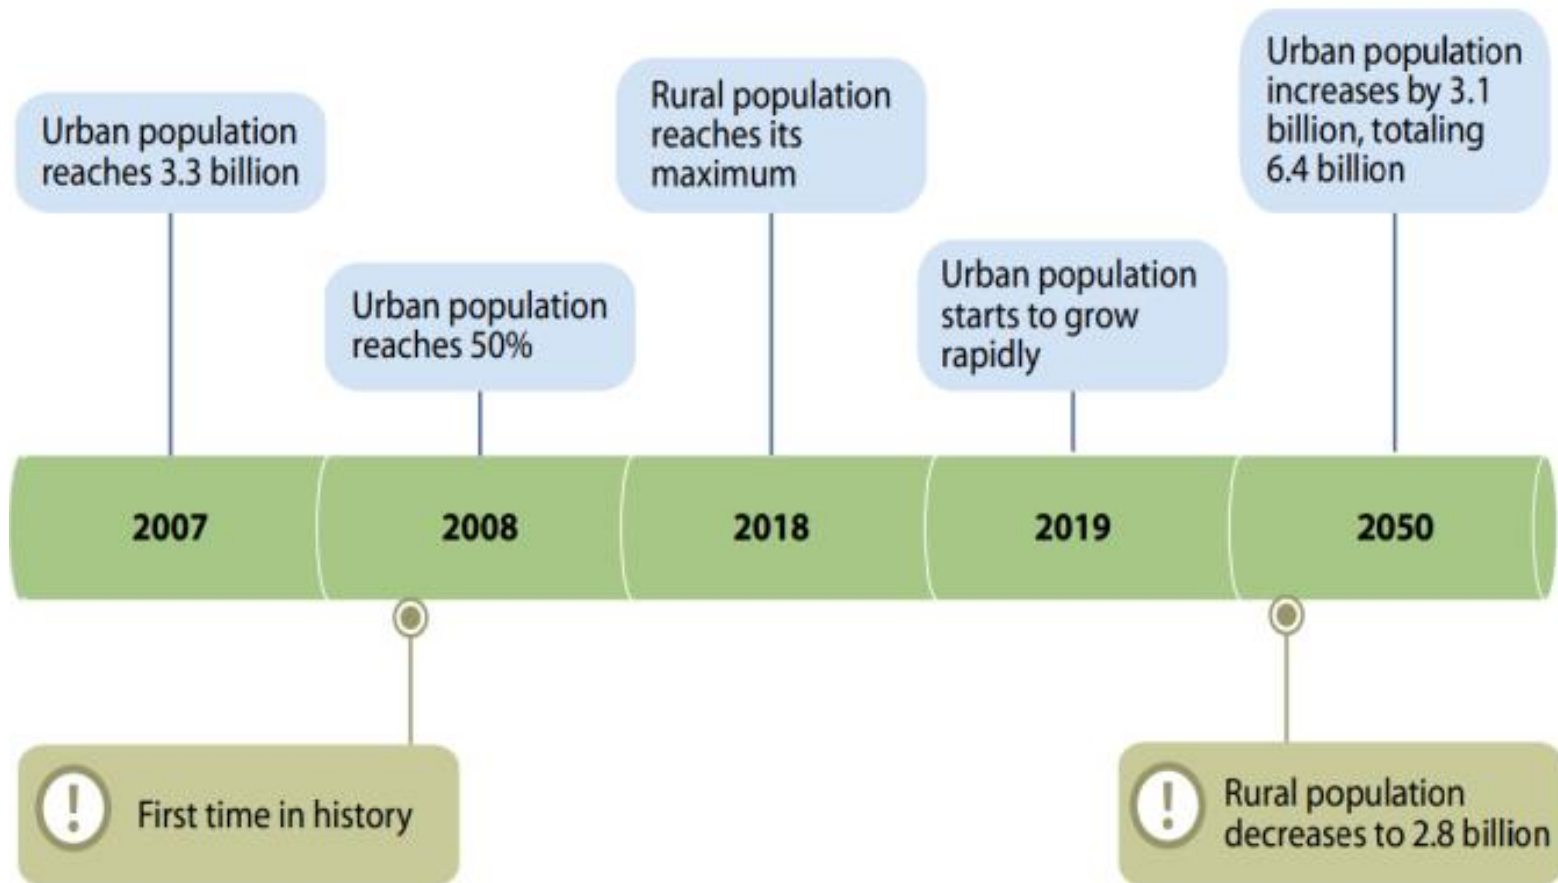 Urban population
reaches 3.3 billion
Urban population
reaches 50%
Rural population
reaches its
maximum
Urban population
starts to grow
rapidly
Urban population
increases by 3.1
billion, totaling
6.4 billion
2007
2008
2018
2019
2050
! First time in history
! Rural population
decreases to 2.8 billion